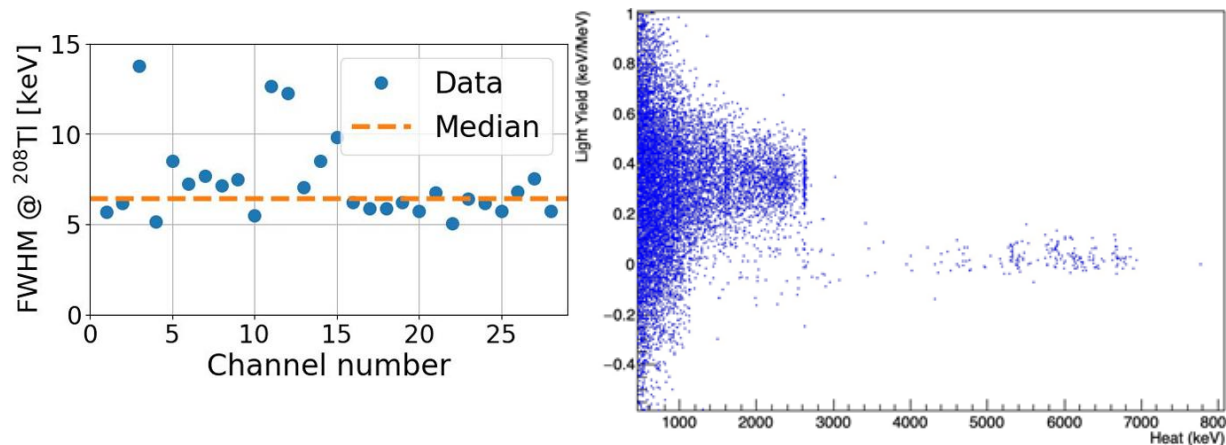 FWHM @ ²⁰⁸Tl [keV]
15
10
5
0
Data
Median
0 5 10 15 20 25
Channel number
Light Yield (keV/MeV)
1
0.8
0.6
0.4
0.2
0
−0.2
−0.4
1000 2000 3000 4000 5000 6000 7000 8000
Heat (keV)